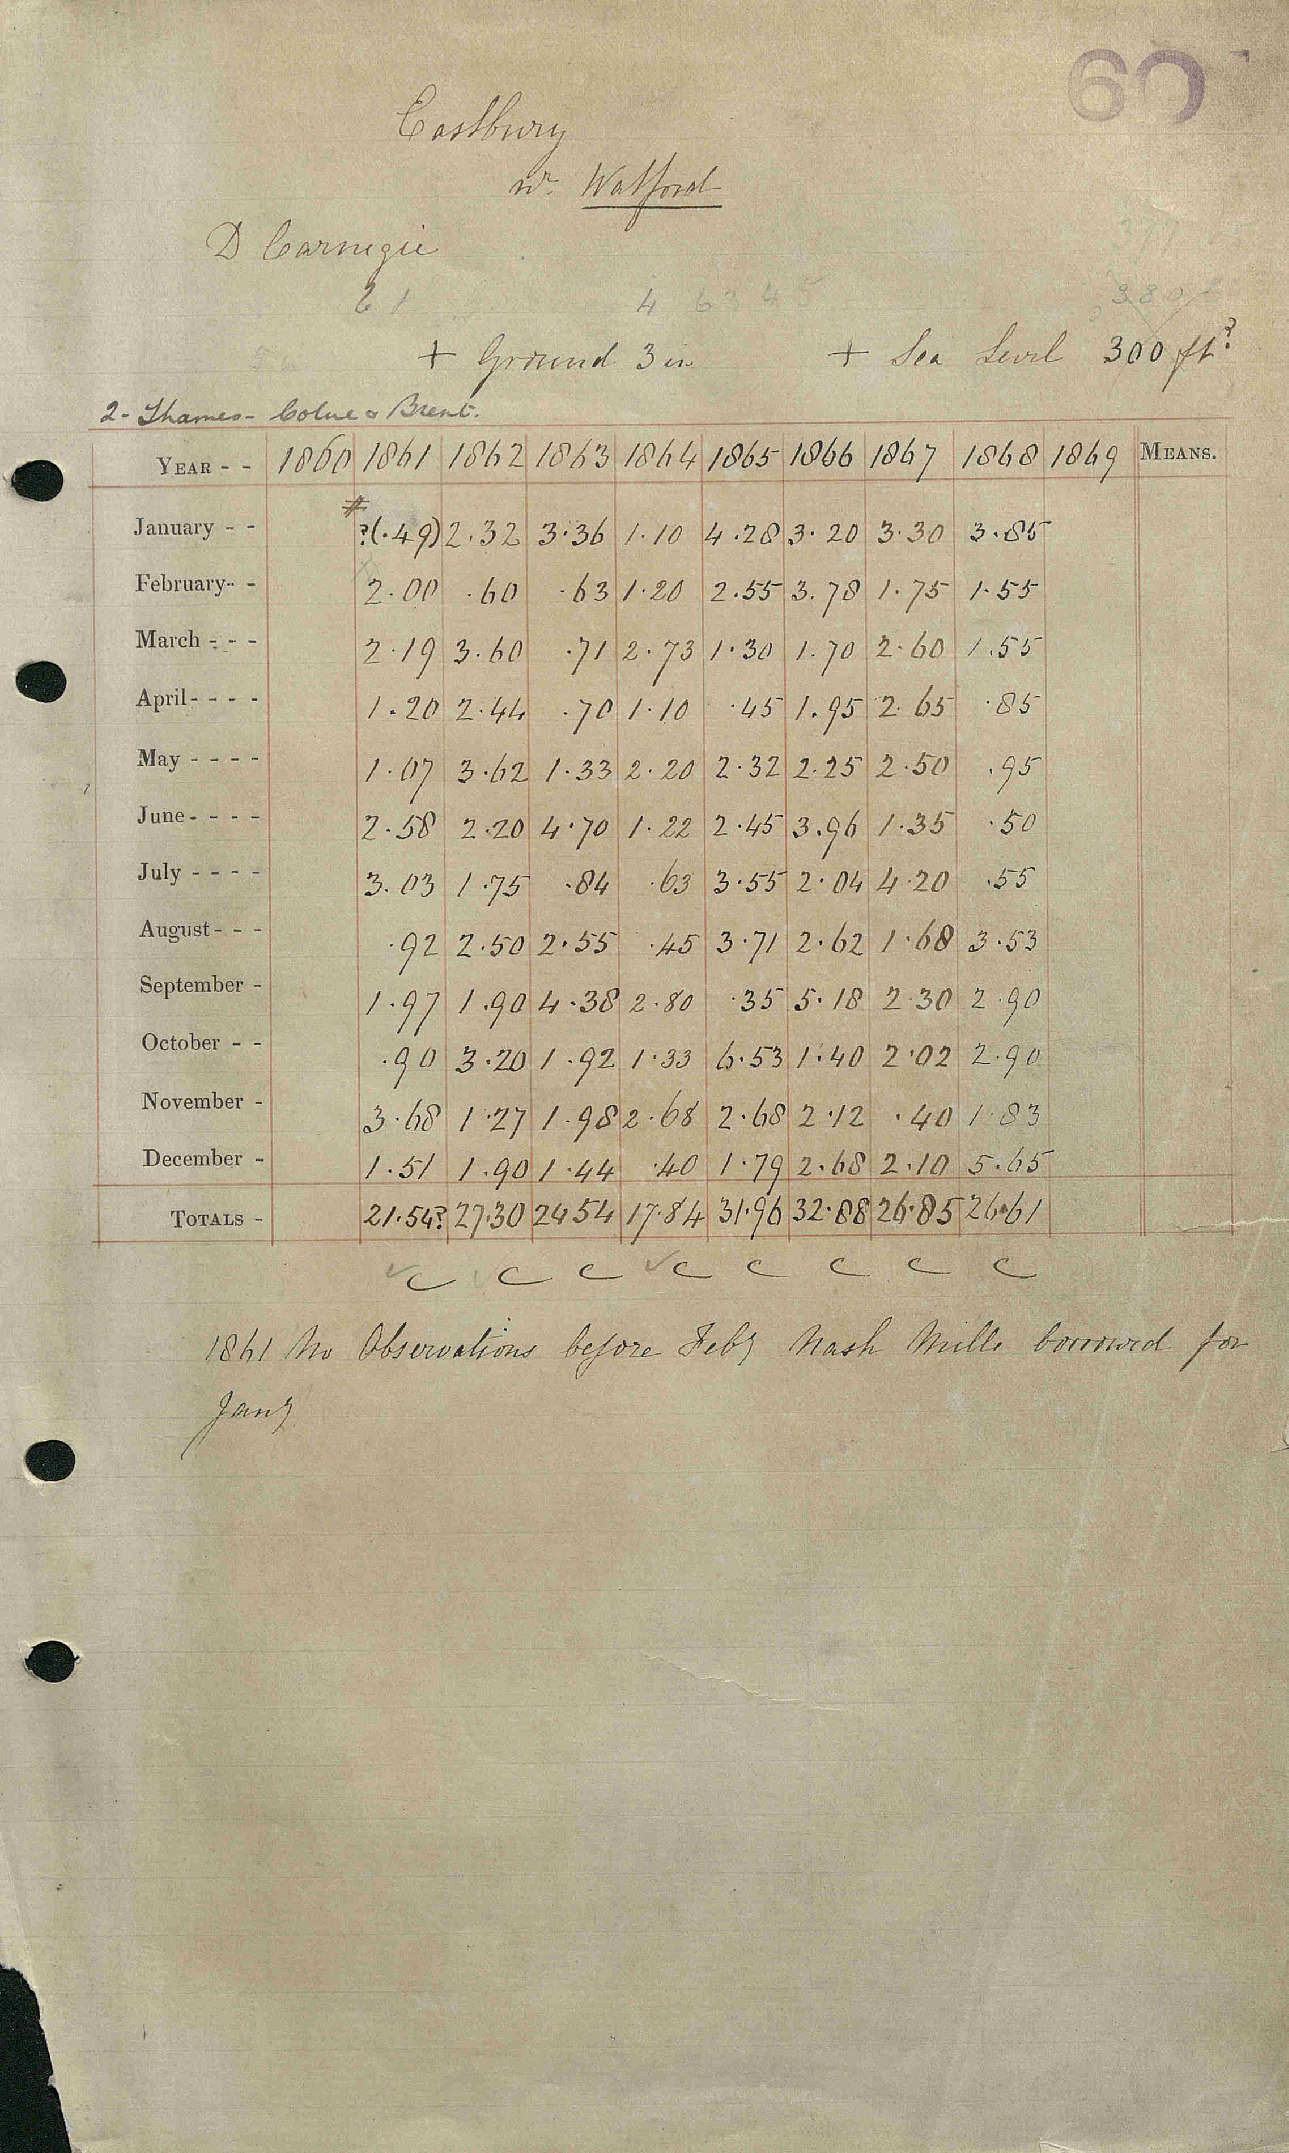 60
Eastbury
nr. Watford
D Carnegie
61 4 63 4 5
380 ft
+ Ground 3 in + Sea Level 300 ft?
2 - Thames - Colne & Brent.
YEAR - - 1860 1861 1862 1863 1864 1865 1866 1867 1868 1869 MEANS.
January - - #?(.49) 2.32 3.36 1.10 4.28 3.20 3.30 3.85
February - - 2.00 .60 .63 1.20 2.55 3.78 1.75 1.55
March - - - 2.19 3.60 .71 2.73 1.30 1.70 2.60 1.55
April - - - - 1.20 2.44 .70 1.10 .45 1.95 2.65 .85
May - - - - 1.07 3.62 1.33 2.20 2.32 2.25 2.50 .95
June - - - - 2.58 2.20 4.70 1.22 2.45 3.96 1.35 .50
July - - - - 3.03 1.75 .84 .63 3.55 2.04 4.20 .55
August - - - .92 2.50 2.55 .45 3.71 2.62 1.68 3.53
September - 1.97 1.90 4.38 2.80 .35 5.18 2.30 2.90
October - - .90 3.20 1.92 1.33 6.53 1.40 2.02 2.90
November - 3.68 1.27 1.98 2.68 2.68 2.12 .40 1.83
December - 1.51 1.90 1.44 .40 1.79 2.68 2.10 5.65
TOTALS - 21.54? 27.30 24 54 17.84 31.96 32.88 26.85 26.61
c c c c c c c c
1861 No Observations before Feby Nash Mills borrowed for
Jany